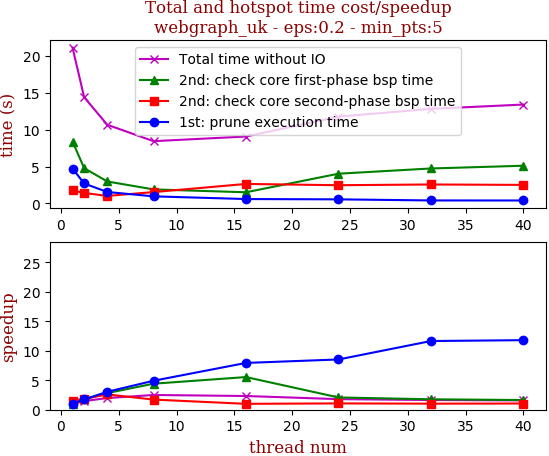 Total and hotspot time cost/speedup
webgraph_uk - eps:0.2 - min_pts:5
time (s)
20
15
10
5
0
Total time without IO
2nd: check core first-phase bsp time
2nd: check core second-phase bsp time
1st: prune execution time
0 5 10 15 20 25 30 35 40
speedup
25
20
15
10
5
0
0 5 10 15 20 25 30 35 40
thread num